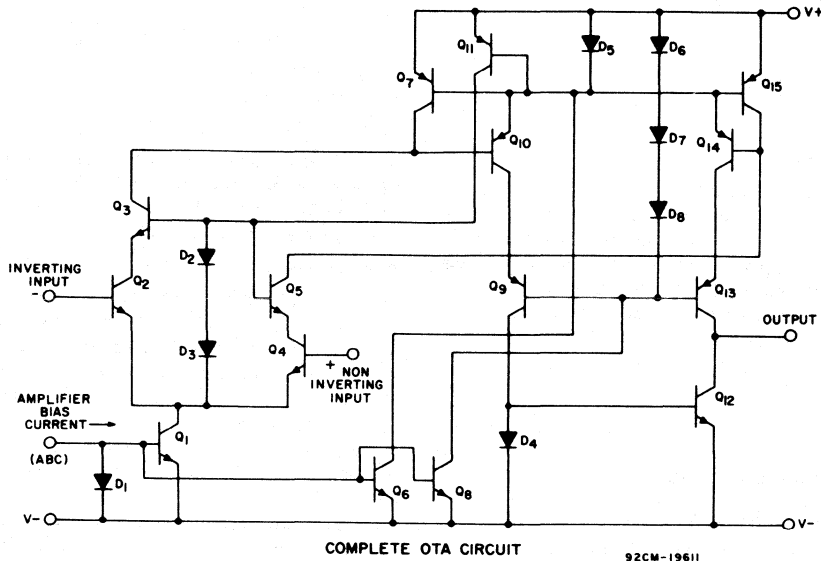 V+
Q11
D5
D6
Q7
Q15
Q10
Q14
D7
Q3
D8
D2
INVERTING
INPUT
-
Q2
Q5
Q9
Q13
OUTPUT
D3
Q4
+
NON
INVERTING
INPUT
AMPLIFIER
BIAS
CURRENT
(ABC)
Q1
Q12
D4
D1
Q6
Q8
V-
V-
COMPLETE OTA CIRCUIT
92CM-19611